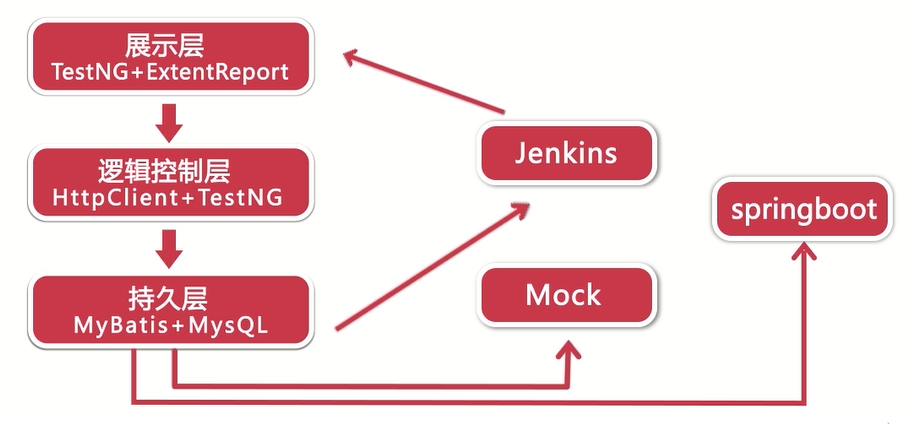 展示层
TestNG+ExtentReport
逻辑控制层
HttpClient+TestNG
持久层
MyBatis+MysQL
Jenkins
Mock
springboot